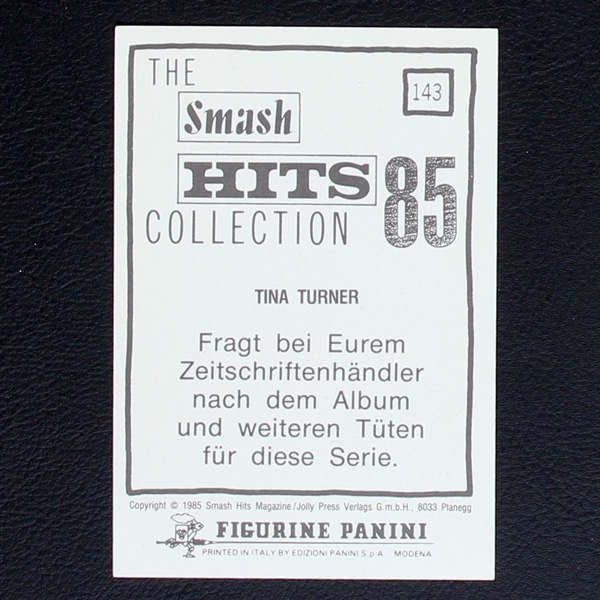 THE
143
Smash
HITS
85
COLLECTION
TINA TURNER
Fragt bei Eurem
Zeitschriftenhändler
nach dem Album
und weiteren Tüten
für diese Serie.
Copyright © 1985 Smash Hits Magazine/Jolly Press Verlags G.m.b.H., 8033 Planegg
FIGURINE PANINI
PRINTED IN ITALY BY EDIZIONI PANINI S.p.A. MODENA